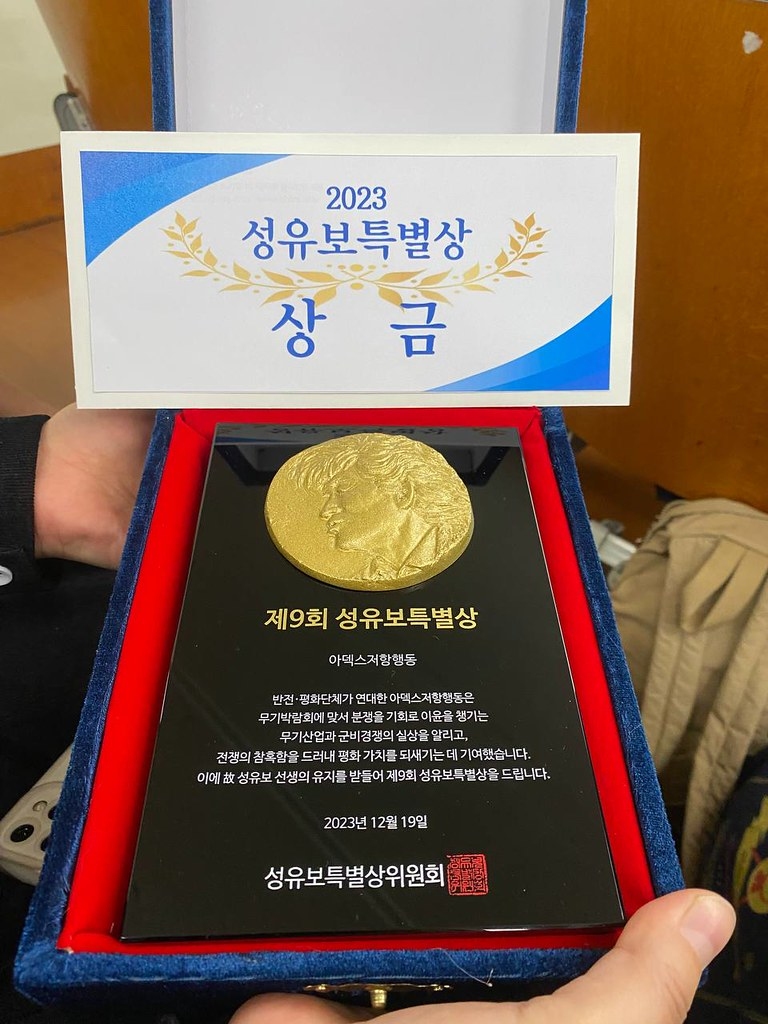 2023
성유보특별상
상 금
제9회 성유보특별상
아덱스저항행동
반전·평화단체가 연대한 아덱스저항행동은
무기박람회에 맞서 분쟁을 기회로 이윤을 챙기는
무기산업과 군비경쟁의 실상을 알리고,
전쟁의 참혹함을 드러내 평화 가치를 되새기는 데 기여했습니다.
이에 故 성유보 선생의 유지를 받들어 제9회 성유보특별상을 드립니다.
2023년 12월 19일
성유보특별상위원회